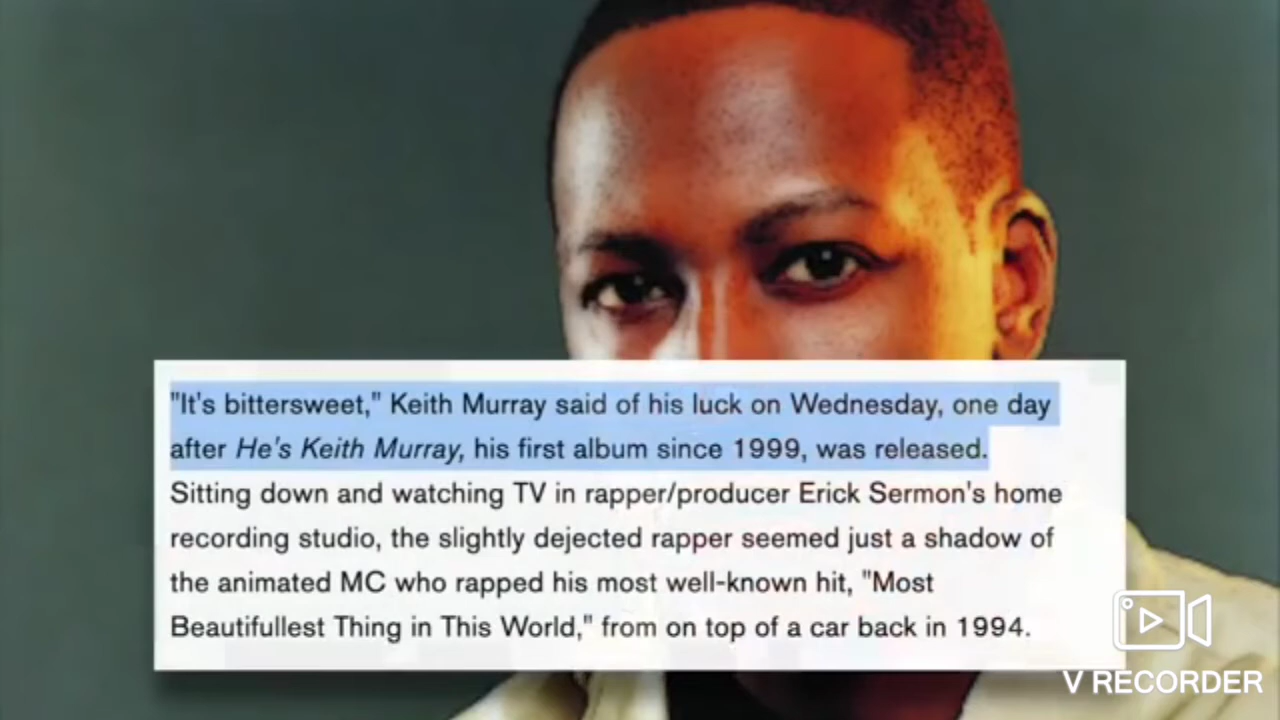 "It's bittersweet," Keith Murray said of his luck on Wednesday, one day
after He's Keith Murray, his first album since 1999, was released.
Sitting down and watching TV in rapper/producer Erick Sermon's home
recording studio, the slightly dejected rapper seemed just a shadow of
the animated MC who rapped his most well-known hit, "Most
Beautifullest Thing in This World," from on top of a car back in 1994.
V RECORDER